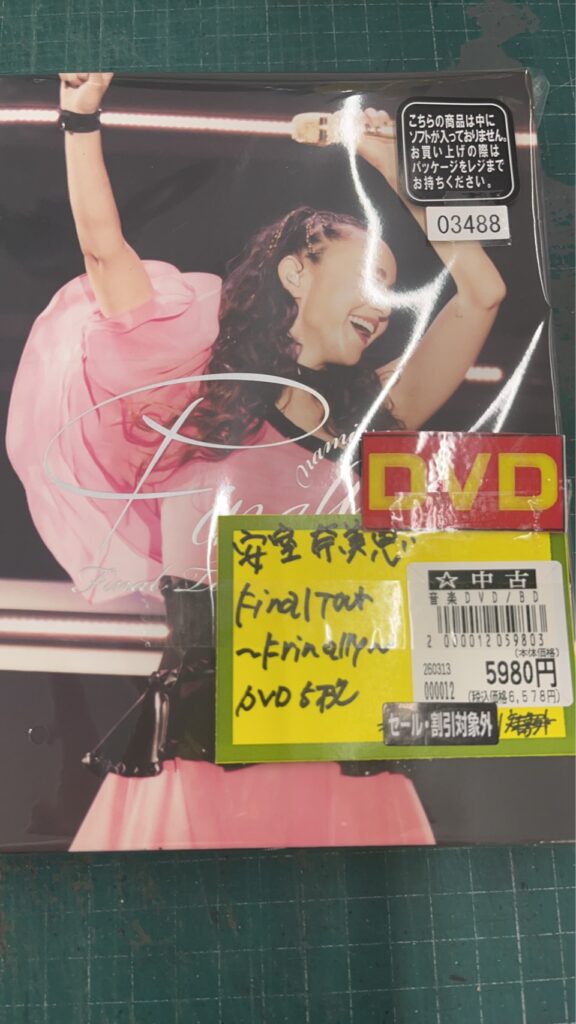 こちらの商品は中に
ソフトが入っておりません。
お買い上げの際は
パッケージをレジまで
お持ちください。
03488
namie
Finally
Final
DVD
安室奈美恵
Final Tour
~Finally~
DVD 5枚
☆中古
音楽DVD/BD
2 000012059803
(本体価格)
260313
5980円
000012
(税込価格6,578円)
セール・割引対象外